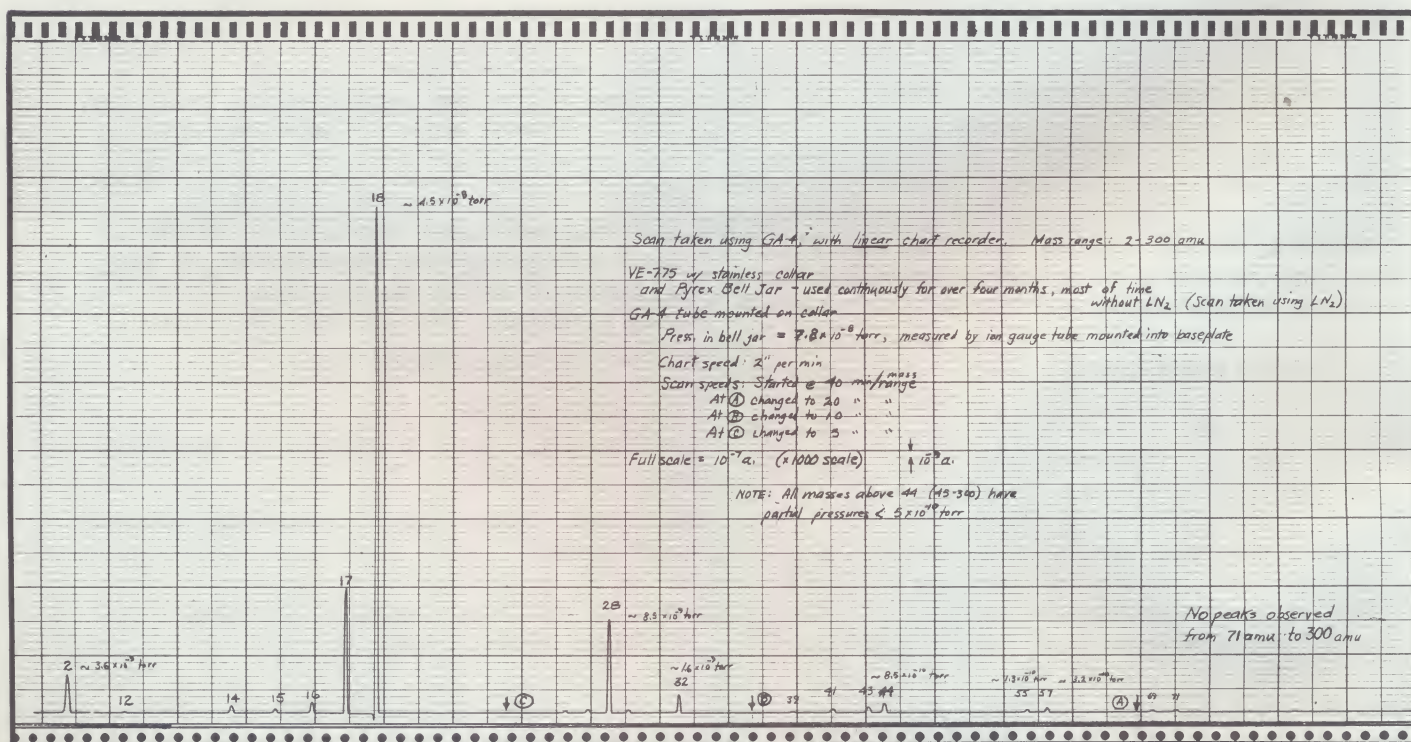 18 ~ 4.5 x 10⁻⁸ torr
Scan taken using GA-4, with linear chart recorder. Mass range: 2-300 amu
VE-775 w/ stainless collar
and Pyrex Bell Jar - used continuously for over four months, most of time
without LN₂ (Scan taken using LN₂)
GA-4 tube mounted on collar
Press. in bell jar = 7.8 x 10⁻⁸ torr, measured by ion gauge tube mounted into baseplate
Chart speed: 2" per min
Scan speeds: Started @ 40 min/mass range
At Ⓐ changed to 20 " "
At Ⓑ changed to 10 " "
At Ⓒ changed to 5 " "
Full scale = 10⁻⁷ a. (x1000 scale) 10⁻⁹ a.
NOTE: All masses above 44 (45-300) have
partial pressures < 5 x 10⁻¹⁰ torr
17
28 ~ 8.5 x 10⁻⁹ torr
No peaks observed
from 71 amu to 300 amu
2 ~ 3.6 x 10⁻⁹ torr
~ 1.6 x 10⁻⁹ torr
~ 8.5 x 10⁻¹⁰ torr
~ 1.3 x 10⁻¹⁰ torr ~ 3.2 x 10⁻¹⁰ torr
12 14 15 16 Ⓒ 32 Ⓑ 39 41 43 44 55 57 Ⓐ 69 71